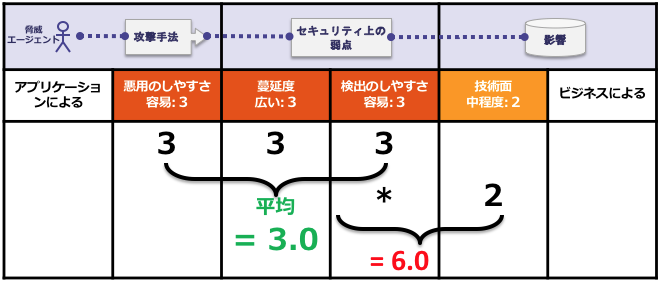 脅威
エージェント
攻撃手法
セキュリティ上の
弱点
影響
アプリケーショ
ンによる
悪用のしやすさ
容易: 3
蔓延度
広い: 3
検出のしやすさ
容易: 3
技術面
中程度: 2
ビジネスによる
3
3
3
*
2
平均
= 3.0
= 6.0